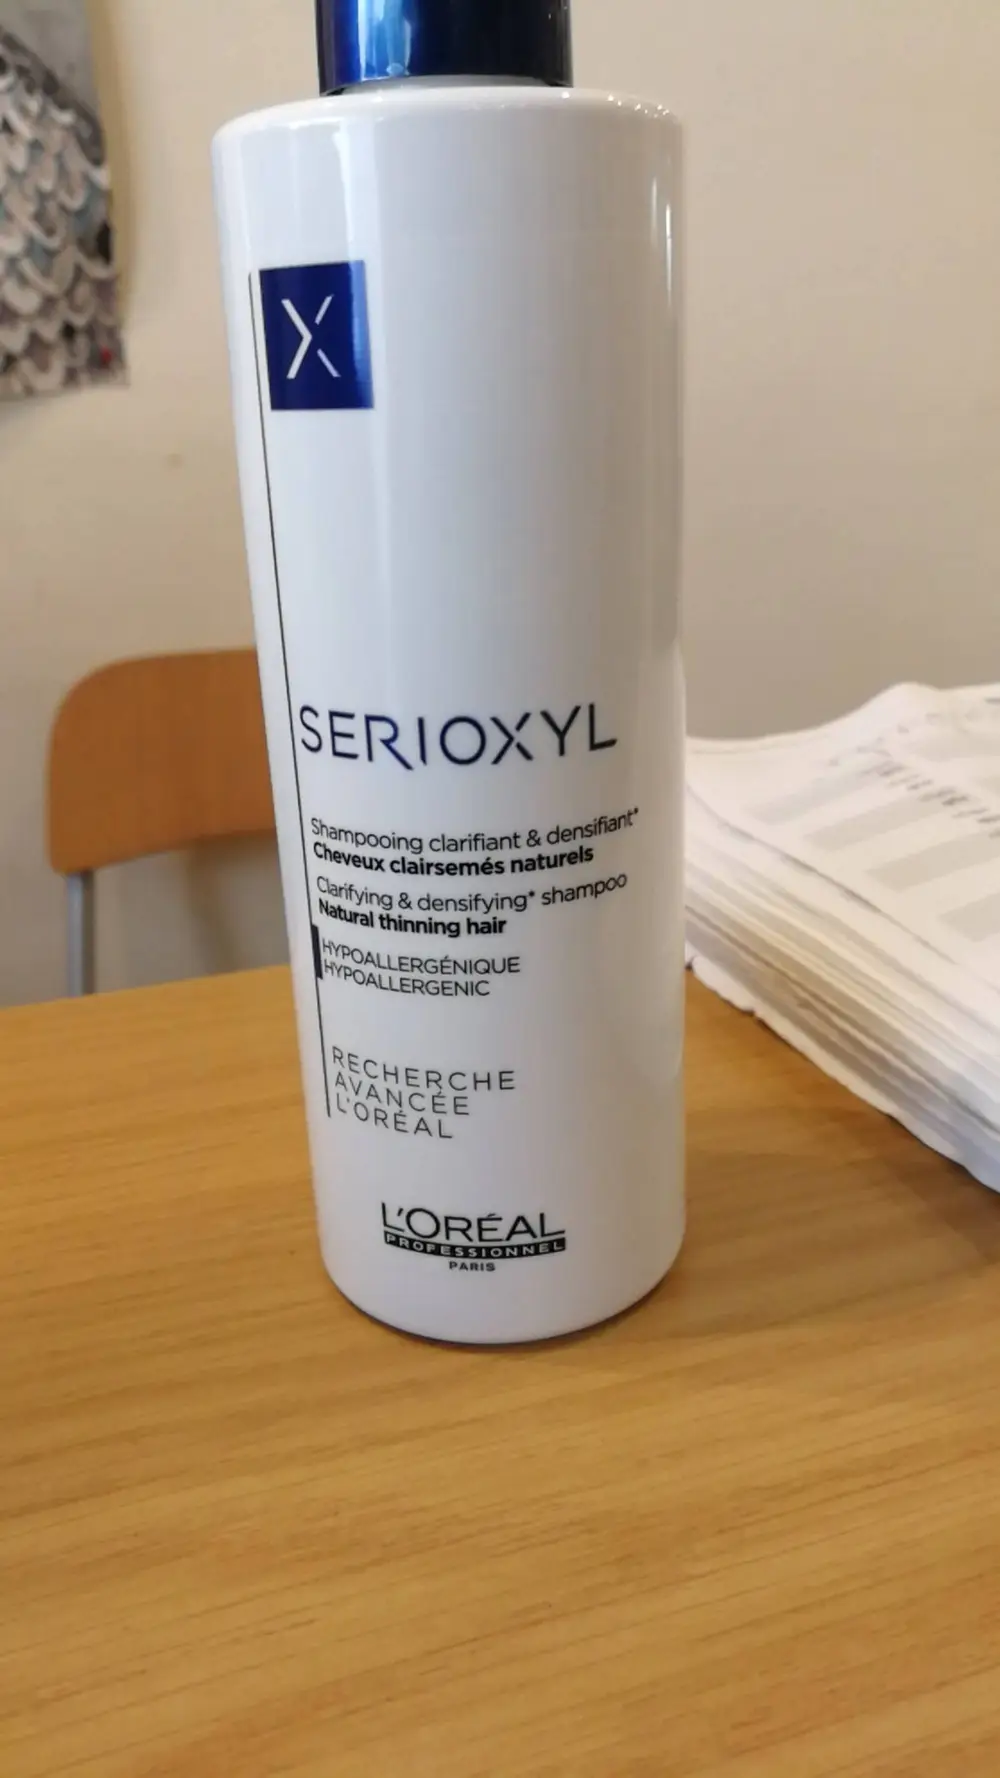 X
SERIOXYL
Shampooing clarifiant & densifiant*
Cheveux clairsemés naturels
Clarifying & densifying* shampoo
Natural thinning hair
HYPOALLERGÉNIQUE
HYPOALLERGENIC
RECHERCHE
AVANCÉE
L'ORÉAL
L'ORÉAL
PROFESSIONNEL
PARIS